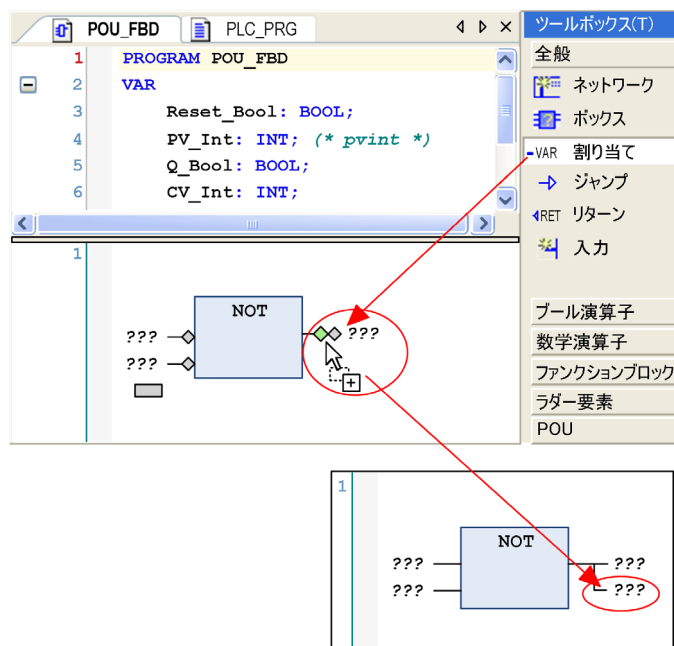 POU_FBD
PLC_PRG
1 PROGRAM POU_FBD
2 VAR
3 Reset_Bool: BOOL;
4 PV_Int: INT; (* pvint *)
5 Q_Bool: BOOL;
6 CV_Int: INT;
ツールボックス(T)
全般
ネットワーク
ボックス
VAR 割り当て
ジャンプ
RET リターン
入力
ブール演算子
数学演算子
ファンクションブロック
ラダー要素
POU
1
NOT
??? ???
???
1
NOT
??? ???
??? ???